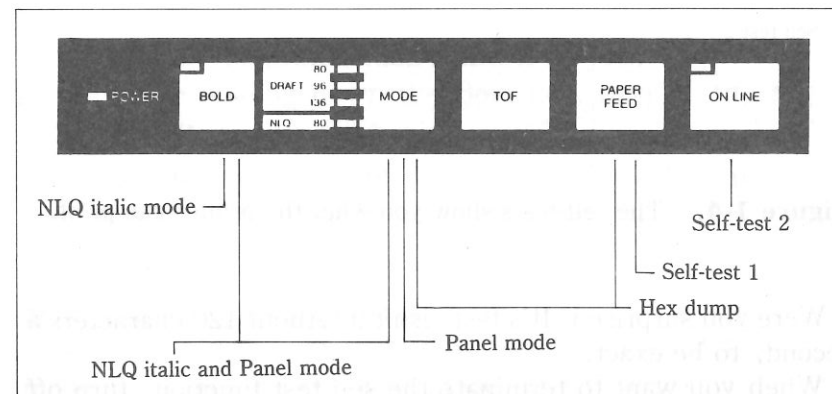 80
DRAFT 96
136
POWER BOLD MODE TOF PAPER FEED ON LINE
NLQ 80
NLQ italic mode
Self-test 2
Self-test 1
Hex dump
Panel mode
NLQ italic and Panel mode